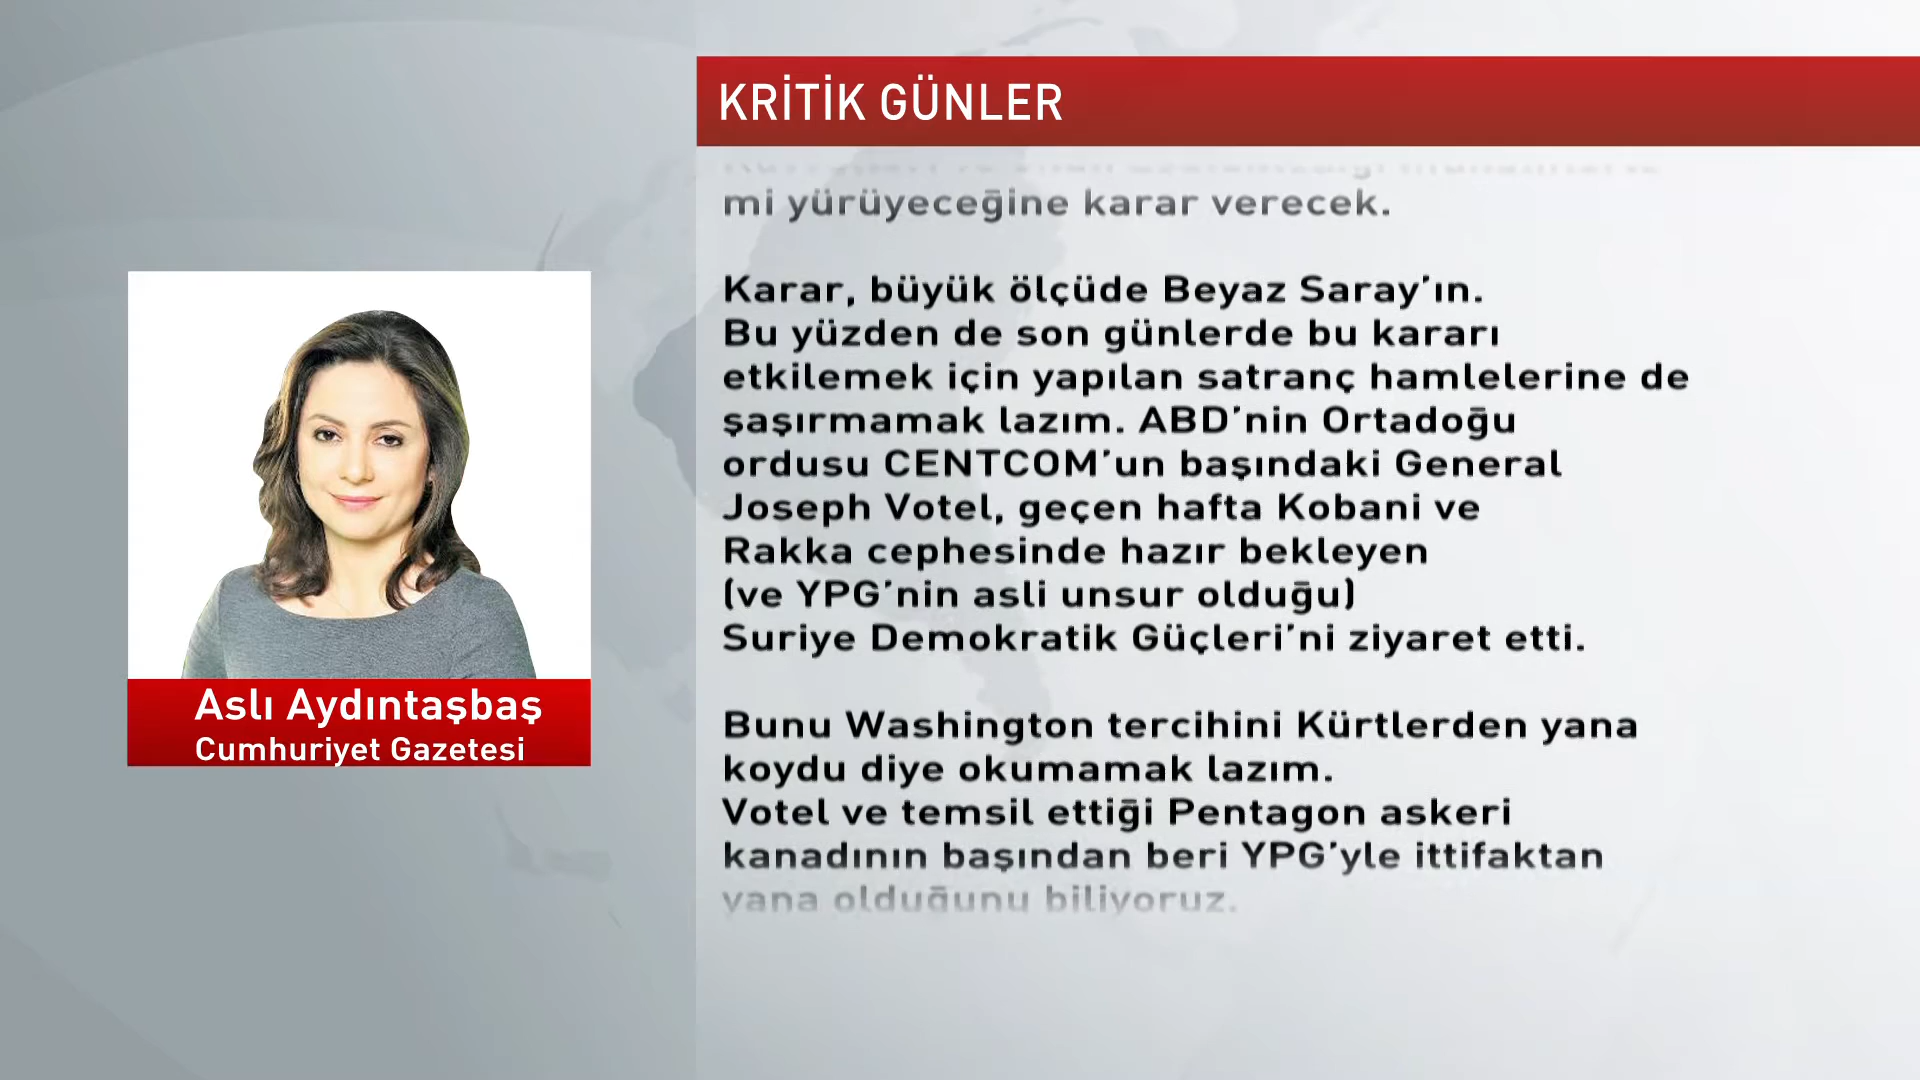 KRİTİK GÜNLER
mi yürüyeceğine karar verecek.
Karar, büyük ölçüde Beyaz Saray'ın.
Bu yüzden de son günlerde bu kararı
etkilemek için yapılan satranç hamlelerine de
şaşırmamak lazım. ABD'nin Ortadoğu
ordusu CENTCOM'un başındaki General
Joseph Votel, geçen hafta Kobani ve
Rakka cephesinde hazır bekleyen
(ve YPG'nin asli unsur olduğu)
Suriye Demokratik Güçleri'ni ziyaret etti.
Bunu Washington tercihini Kürtlerden yana
koydu diye okumamak lazım.
Votel ve temsil ettiği Pentagon askeri
kanadının başından beri YPG'yle ittifaktan
yana olduğunu biliyoruz.
Aslı Aydıntaşbaş
Cumhuriyet Gazetesi